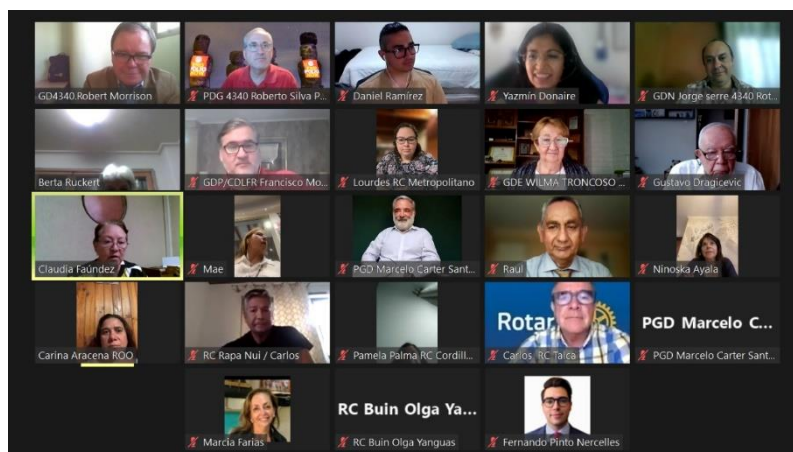 GD4340 Robert Morrison
PDG 4340 Roberto Silva P...
Daniel Ramírez
Yazmín Donaire
GDN Jorge serre 4340 Rot...
Berta Rückert
GDP/CDLFR Francisco Mo...
Lourdes RC Metropolitano
GDE WILMA TRONCOSO ...
Gustavo Dragicevic
Claudia Faúndez
Mae
PGD Marcelo Carter Sant...
Raul
Ninoska Ayala
Carina Aracena ROO
RC Rapa Nui / Carlos
Pamela Palma RC Cordill...
Rotar
Carlos, RC Talca
PGD Marcelo C...
PGD Marcelo Carter Sant...
Marcia Farias
RC Buin Olga Ya...
RC Buin Olga Yanguas
Fernando Pinto Nercelles